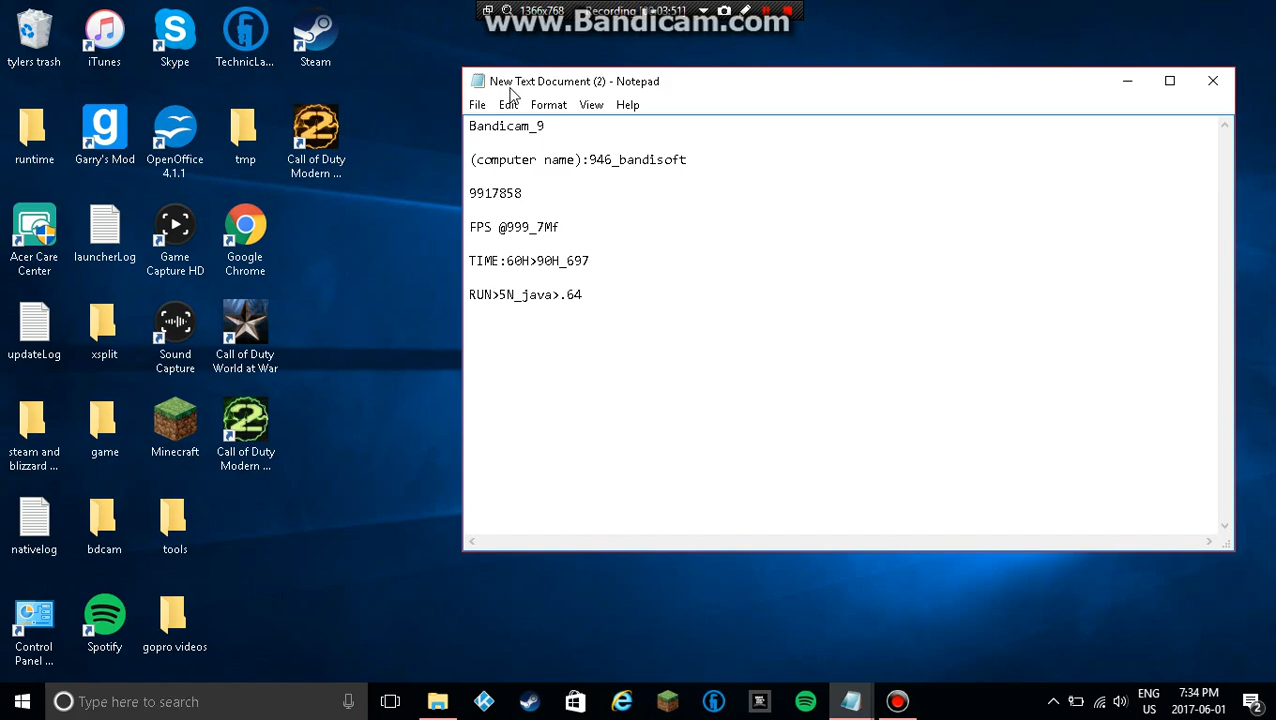 1366x768
Recording
www.Bandicam.com
tylers trash
iTunes
Skype
TechnicLa...
Steam
New Text Document (2) - Notepad
File Edit Format View Help
Bandicam_9
(computer name):946_bandisoft
9917858
FPS @999_7Mf
TIME:60H>90H_697
RUN>5N_java>.64
runtime
Garry's Mod
OpenOffice
4.1.1
tmp
Call of Duty
Modern ...
Acer Care
Center
launcherLog
Game
Capture HD
Google
Chrome
updateLog
xsplit
Sound
Capture
Call of Duty
World at War
steam and
blizzard ...
game
Minecraft
Call of Duty
Modern ...
nativelog
bdcam
tools
Control
Panel ...
Spotify
gopro videos
Type here to search
ENG
US
7:34 PM
2017-06-01
2